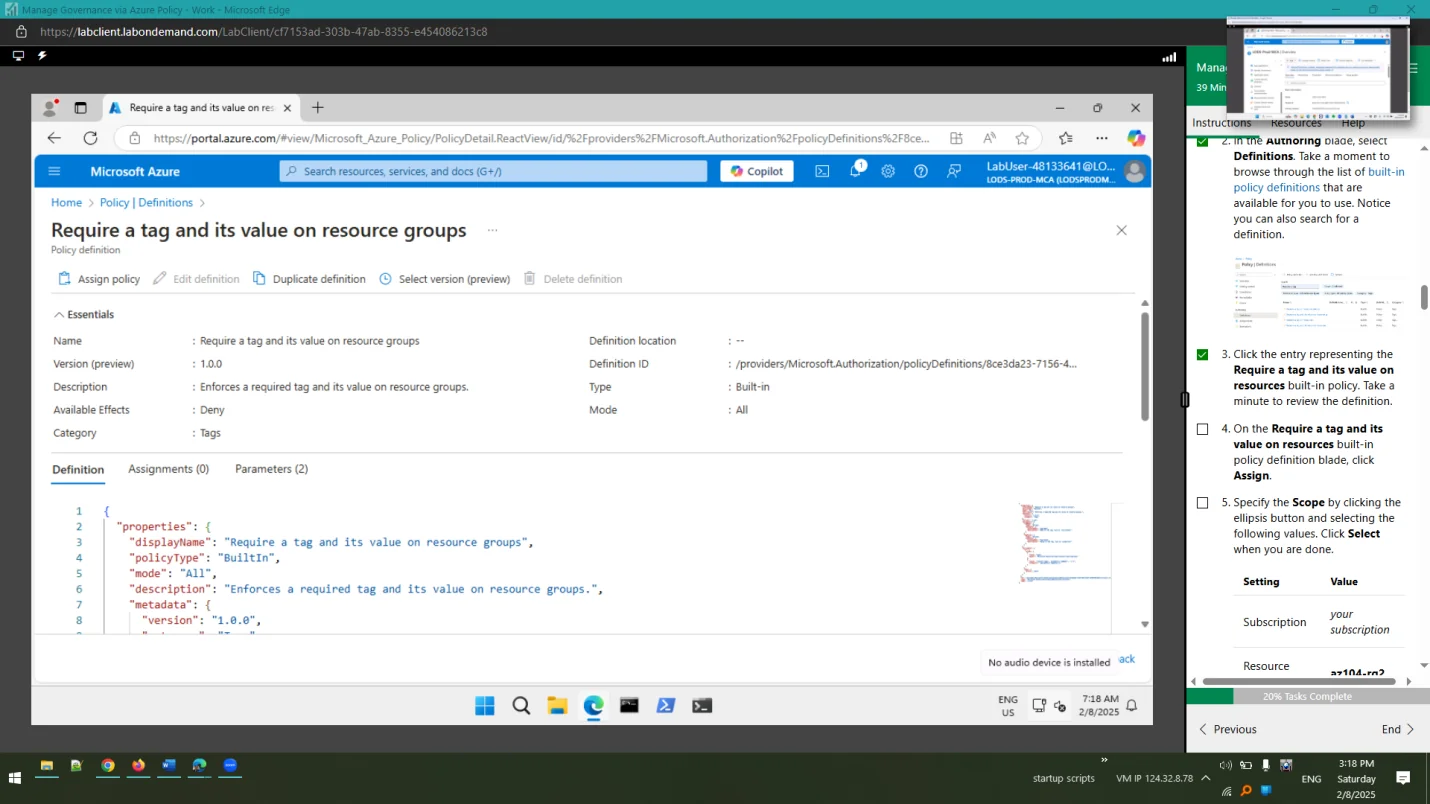 Manage Governance via Azure Policy - Work - Microsoft Edge
https://labclient.labondemand.com/LabClient/cf7153ad-303b-47ab-8355-e454086213c8
Require a tag and its value on res
https://portal.azure.com/#view/Microsoft_Azure_Policy/PolicyDetail.ReactView/id/%2Fproviders%2FMicrosoft.Authorization%2FpolicyDefinitions%2F8ce...
Microsoft Azure
Search resources, services, and docs (G+/)
Copilot
1
LabUser-48133641@LO...
LODS-PROD-MCA (LODSPRODM...
Home > Policy | Definitions >
Require a tag and its value on resource groups ...
Policy definition
Assign policy
Edit definition
Duplicate definition
Select version (preview)
Delete definition
Essentials
Name : Require a tag and its value on resource groups
Version (preview) : 1.0.0
Description : Enforces a required tag and its value on resource groups.
Available Effects : Deny
Category : Tags
Definition location : --
Definition ID : /providers/Microsoft.Authorization/policyDefinitions/8ce3da23-7156-4...
Type : Built-in
Mode : All
Definition
Assignments (0)
Parameters (2)
1 {
2 "properties": {
3 "displayName": "Require a tag and its value on resource groups",
4 "policyType": "BuiltIn",
5 "mode": "All",
6 "description": "Enforces a required tag and its value on resource groups.",
7 "metadata": {
8 "version": "1.0.0",
No audio device is installed
ack
ENG
US
7:18 AM
2/8/2025
Mana
39 Min
Instructions
Resources
Help
2. In the Authoring blade, select
Definitions. Take a moment to
browse through the list of built-in
policy definitions that are
available for you to use. Notice
you can also search for a
definition.
3. Click the entry representing the
Require a tag and its value on
resources built-in policy. Take a
minute to review the definition.
4. On the Require a tag and its
value on resources built-in
policy definition blade, click
Assign.
5. Specify the Scope by clicking the
ellipsis button and selecting the
following values. Click Select
when you are done.
Setting Value
Subscription your
subscription
Resource
az104-rg2
20% Tasks Complete
Previous
End
startup scripts
VM IP 124.32.8.78
ENG
3:18 PM
Saturday
2/8/2025